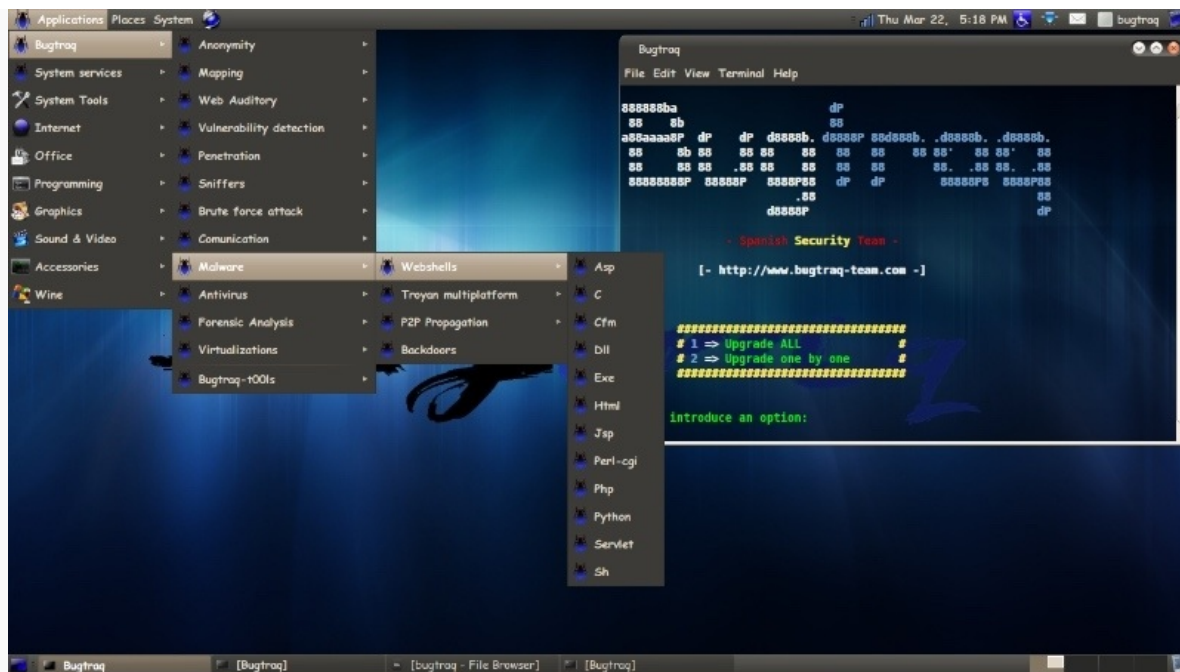 Applications Places System
Thu Mar 22, 5:18 PM
bugtraq
Bugtraq
System services
System Tools
Internet
Office
Programming
Graphics
Sound & Video
Accessories
Wine
Anonymity
Mapping
Web Auditory
Vulnerability detection
Penetration
Sniffers
Brute force attack
Comunication
Malware
Antivirus
Forensic Analysis
Virtualizations
Bugtraq-t00ls
Webshells
Troyan multiplatform
P2P Propagation
Backdoors
Asp
C
Cfm
Dll
Exe
Html
Jsp
Perl-cgi
Php
Python
Servlet
Sh
Bugtraq
File Edit View Terminal Help
Bugtraq
- Spanish Security Team -
[- http://www.bugtraq-team.com -]
##################################
# 1 => Upgrade ALL #
# 2 => Upgrade one by one #
##################################
introduce an option:
Bugtraq
[Bugtraq]
[bugtraq - File Browser]
[Bugtraq]